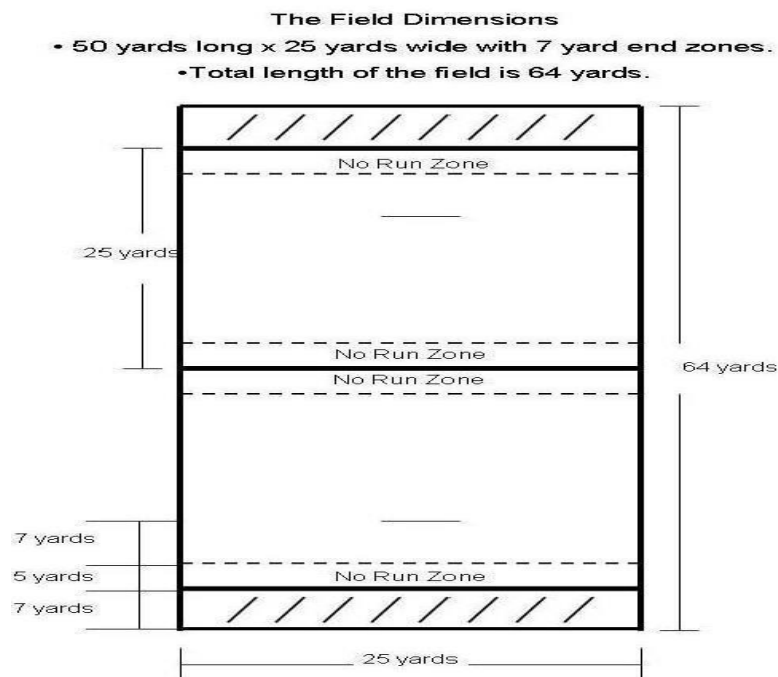 The Field Dimensions
• 50 yards long x 25 yards wide with 7 yard end zones.
•Total length of the field is 64 yards.
No Run Zone
25 yards
No Run Zone
64 yards
No Run Zone
7 yards
5 yards
No Run Zone
7 yards
25 yards